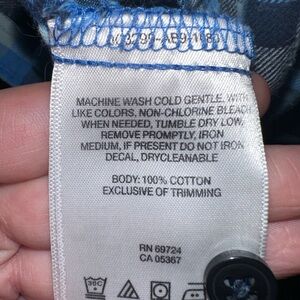 MACHINE WASH COLD GENTLE, WITH
LIKE COLORS, NON-CHLORINE BLEACH
WHEN NEEDED, TUMBLE DRY LOW,
REMOVE PROMPTLY, IRON
MEDIUM, IF PRESENT DO NOT IRON
DECAL, DRYCLEANABLE
BODY: 100% COTTON
EXCLUSIVE OF TRIMMING
RN 69724
CA 05367
30C